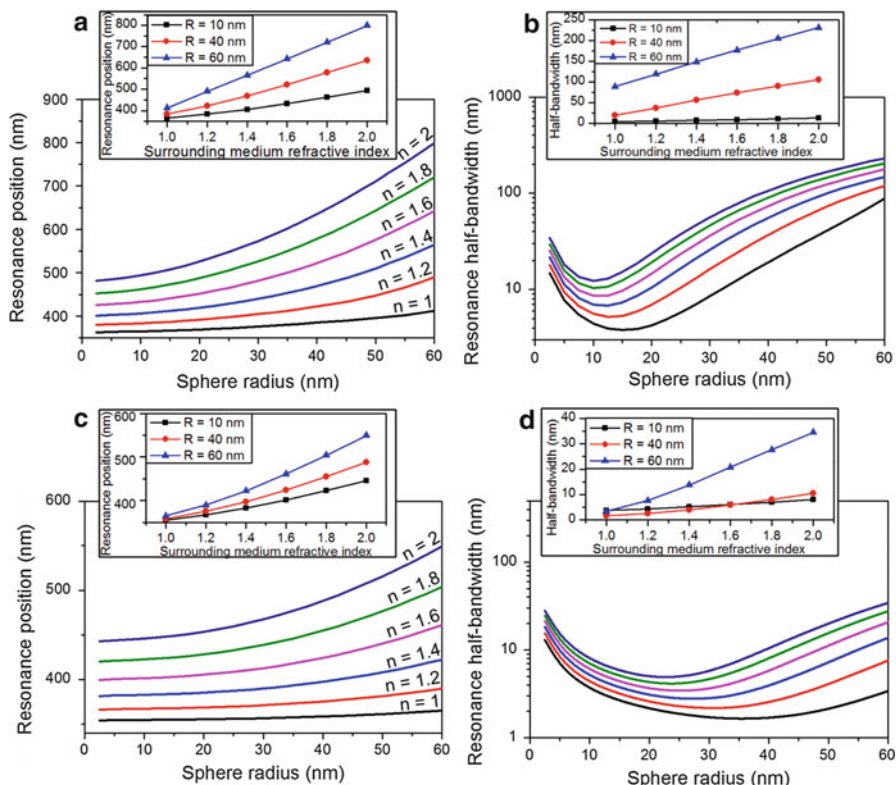 a
Resonance position (nm)
800
700
600
500
400
R = 10 nm
R = 40 nm
R = 60 nm
1.0 1.2 1.4 1.6 1.8 2.0
Surrounding medium refractive index
Resonance position (nm)
900
800
700
600
500
400
n = 2
n = 1.8
n = 1.6
n = 1.4
n = 1.2
n = 1
0 10 20 30 40 50 60
Sphere radius (nm)
b
Half-bandwidth (nm)
250
200
150
100
50
0
R = 10 nm
R = 40 nm
R = 60 nm
1.0 1.2 1.4 1.6 1.8 2.0
Surrounding medium refractive index
Resonance half-bandwidth (nm)
1000
100
10
0 10 20 30 40 50 60
Sphere radius (nm)
c
Resonance position (nm)
600
500
400
R = 10 nm
R = 40 nm
R = 60 nm
1.0 1.2 1.4 1.6 1.8 2.0
Surrounding medium refractive index
Resonance position (nm)
600
500
400
n = 2
n = 1.8
n = 1.6
n = 1.4
n = 1.2
n = 1
0 10 20 30 40 50 60
Sphere radius (nm)
d
Half-bandwidth (nm)
40
30
20
10
0
R = 10 nm
R = 40 nm
R = 60 nm
1.0 1.2 1.4 1.6 1.8 2.0
Surrounding medium refractive index
Resonance half-bandwidth (nm)
100
10
1
0 10 20 30 40 50 60
Sphere radius (nm)